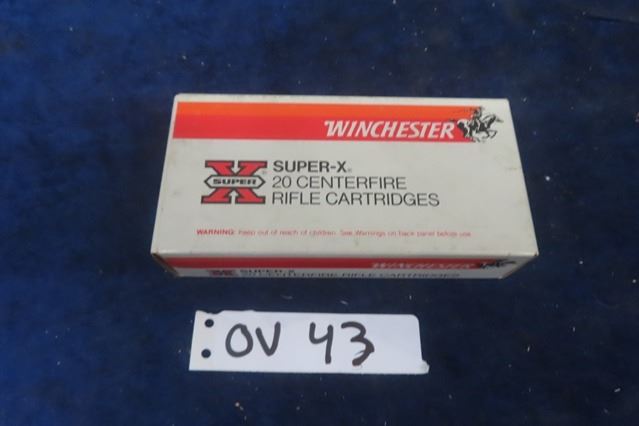 WINCHESTER
SUPER-X®
X SUPER
20 CENTERFIRE
RIFLE CARTRIDGES
WARNING: Keep out of reach of children. See Warnings on back panel before use.
WINCHESTER
SUPER-X
20 CENTERFIRE RIFLE CARTRIDGES
OV 43